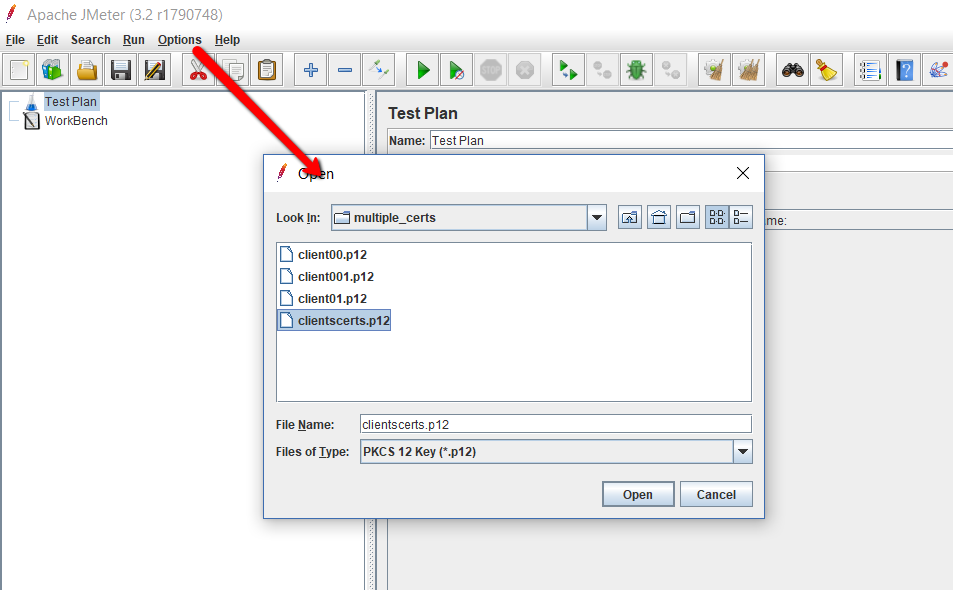 Apache JMeter (3.2 r1790748)
File Edit Search Run Options Help
STOP
Test Plan
WorkBench
Test Plan
Name: Test Plan
Open
Look In: multiple_certs
me:
client00.p12
client001.p12
client01.p12
clientscerts.p12
File Name: clientscerts.p12
Files of Type: PKCS 12 Key (*.p12)
Open Cancel